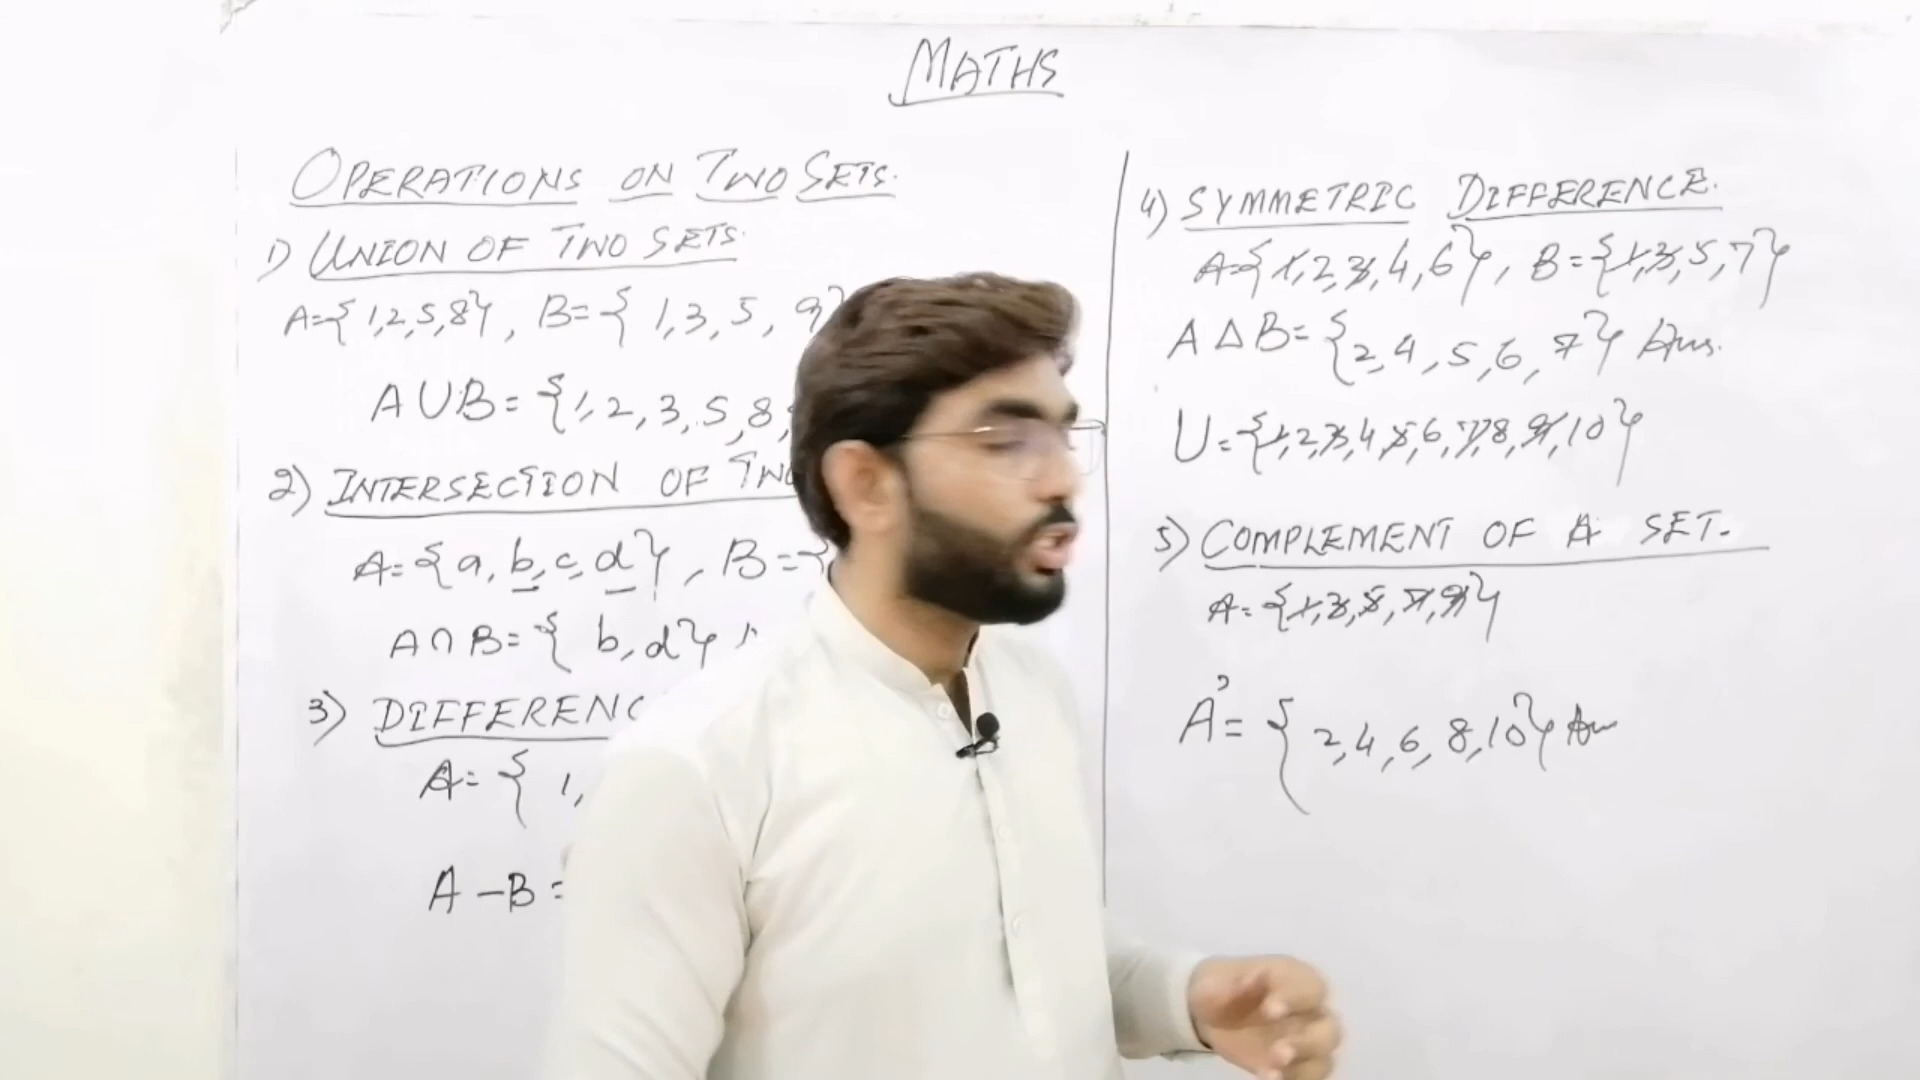 MATHS
OPERATIONS ON TWO SETS.
1) UNION OF TWO SETS.
A={1,2,5,8}, B={1,3,5,9}
A∪B={1,2,3,5,8,
2) INTERSECTION OF TWO
A={a,b,c,d}, B={
A∩B={b,d}
3) DIFFERENC
A={1,
A-B=
4) SYMMETRIC DIFFERENCE.
A={1,2,3,4,6}, B={1,3,5,7}
A△B={2,4,5,6,7} Ans.
U={1,2,3,4,5,6,7,8,9,10}
5) COMPLEMENT OF A SET.
A={1,3,5,7,9}
A'={2,4,6,8,10} Ans